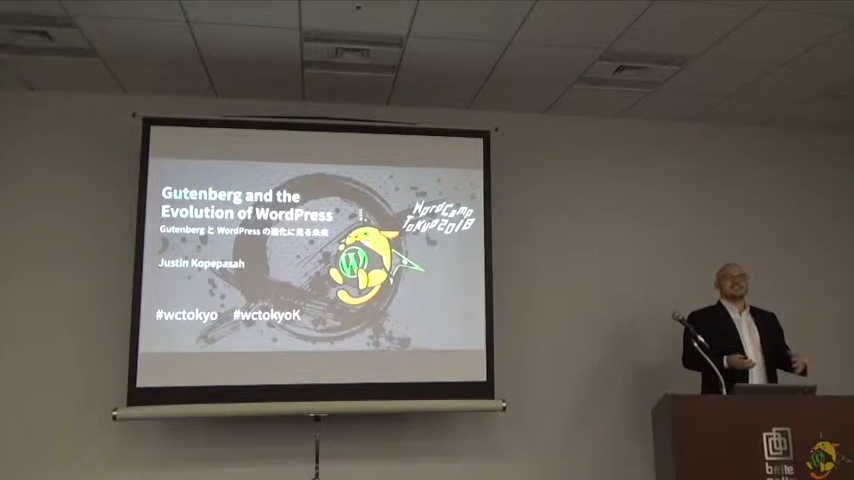 Gutenberg and the
Evolution of WordPress
Gutenberg と WordPress の進化に見る未来
Justin Kopepasah
#wctokyo
#wctokyoK
WordCamp
Tokyo 2018
belle